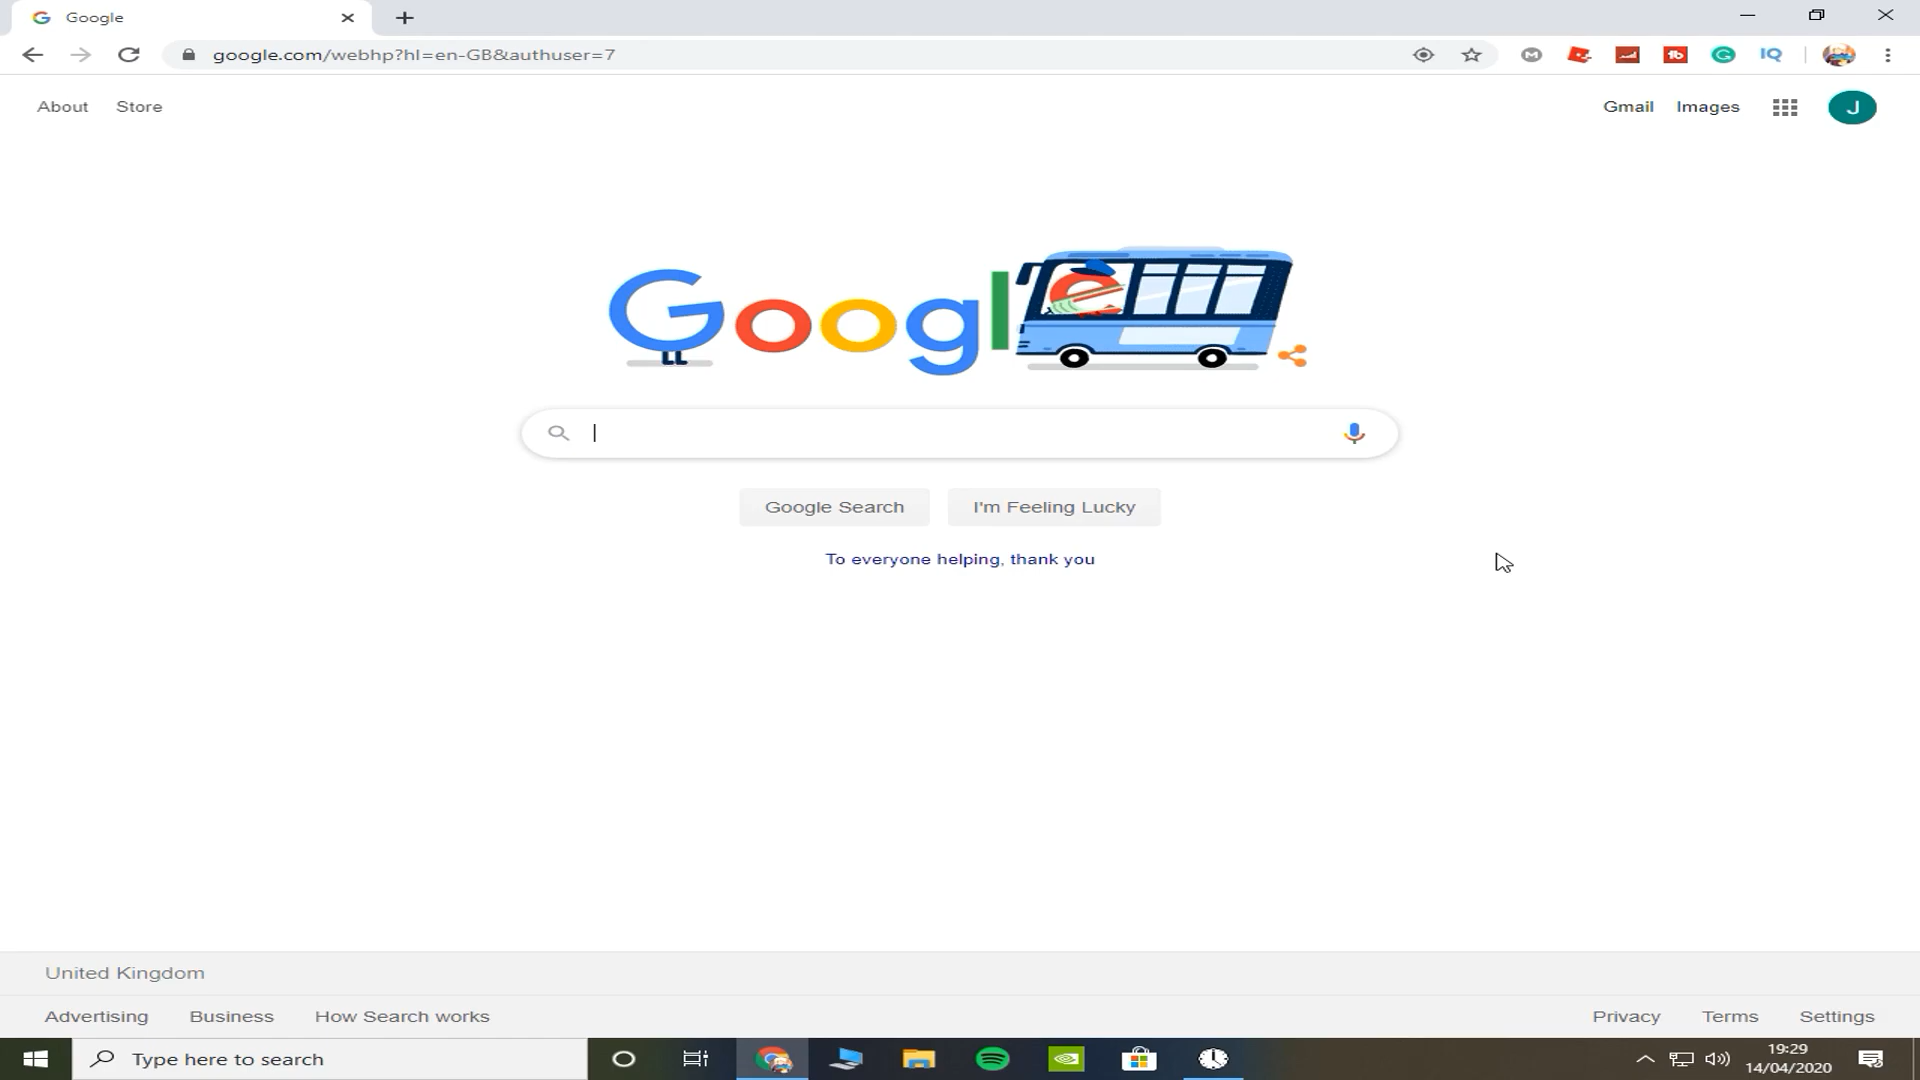 Google
google.com/webhp?hl=en-GB&authuser=7
IQ
About Store
Gmail Images
J
Google
Google Search I'm Feeling Lucky
To everyone helping, thank you
United Kingdom
Advertising Business How Search works
Privacy Terms Settings
Type here to search
19:29
14/04/2020